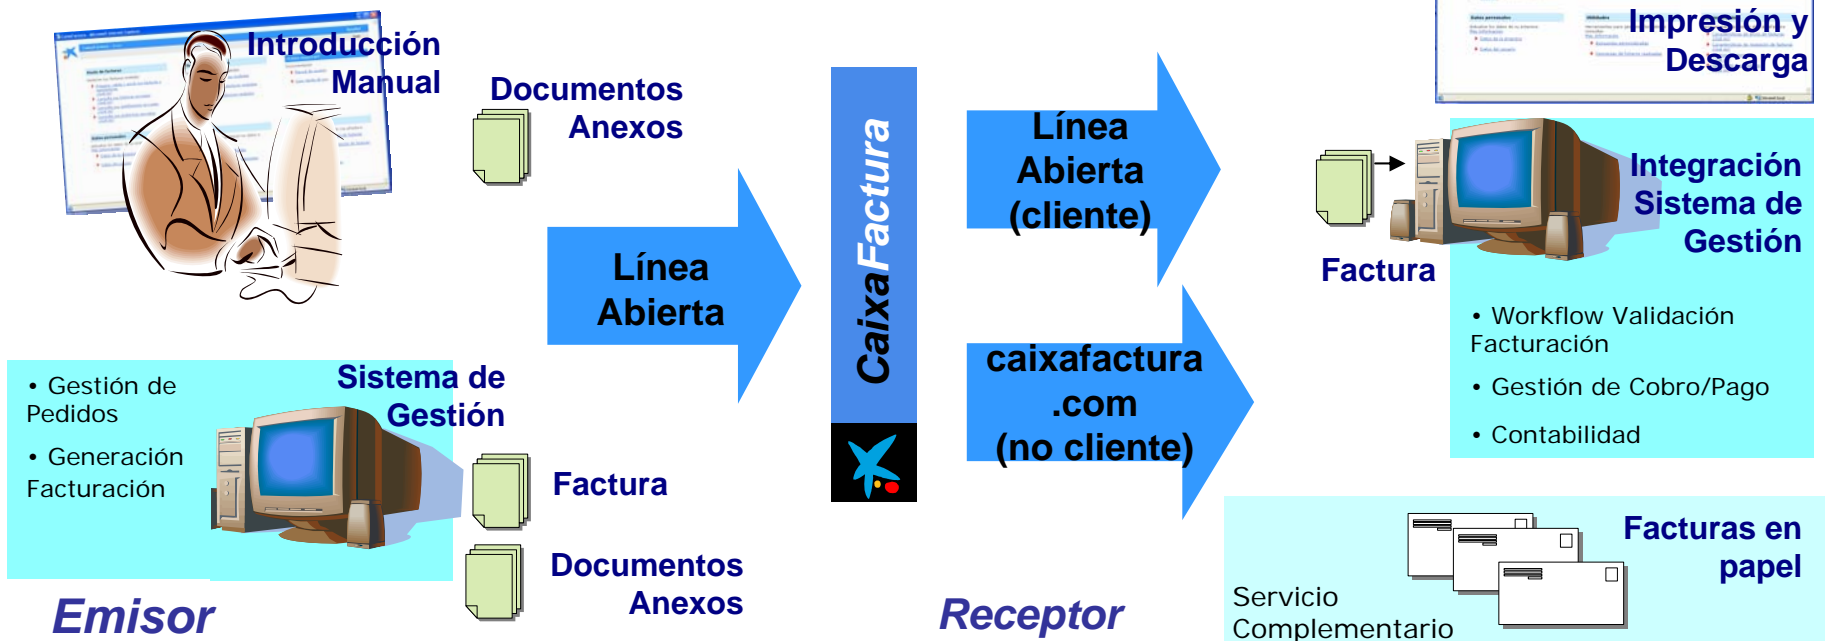 Introducción
Manual
Documentos
Anexos
Línea
Abierta
• Gestión de
Pedidos
• Generación
Facturación
Sistema de
Gestión
Factura
Documentos
Anexos
Emisor
CaixaFactura
Línea
Abierta
(cliente)
caixafactura
.com
(no cliente)
Receptor
Impresión y
Descarga
Factura
Integración
Sistema de
Gestión
• Workflow Validación
Facturación
• Gestión de Cobro/Pago
• Contabilidad
Facturas en
papel
Servicio
Complementario